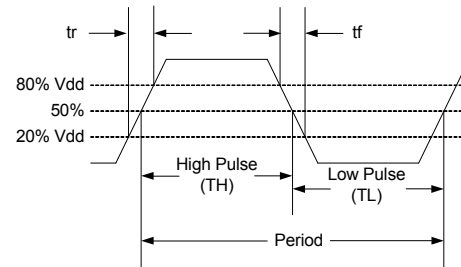 tr
tf
80% Vdd
50%
20% Vdd
High Pulse
(TH)
Low Pulse
(TL)
Period